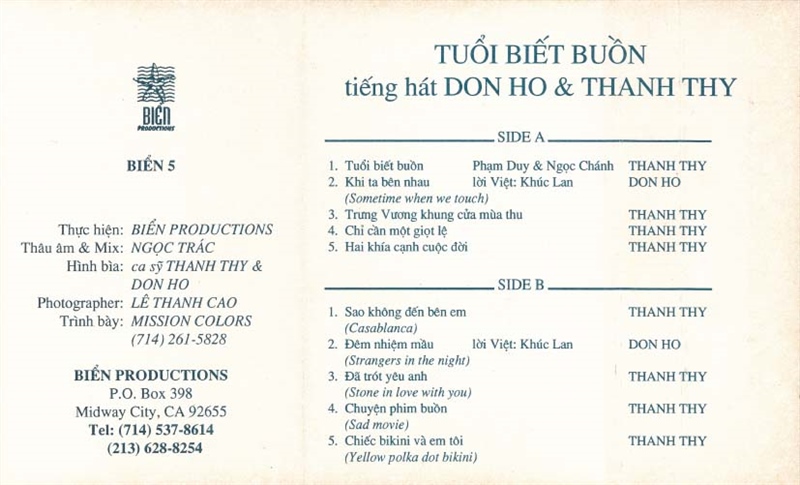 BIỂN
PRODUCTIONS
BIỂN 5
Thực hiện: BIỂN PRODUCTIONS
Thâu âm & Mix: NGỌC TRÁC
Hình bìa: ca sỹ THANH THY &
DON HO
Photographer: LÊ THANH CAO
Trình bày: MISSION COLORS
(714) 261-5828
BIỂN PRODUCTIONS
P.O. Box 398
Midway City, CA 92655
Tel: (714) 537-8614
(213) 628-8254
TUỔI BIẾT BUỒN
tiếng hát DON HO & THANH THY
SIDE A
1. Tuổi biết buồn Phạm Duy & Ngọc Chánh THANH THY
2. Khi ta bên nhau lời Việt: Khúc Lan DON HO
(Sometime when we touch)
3. Trưng Vương khung cửa mùa thu THANH THY
4. Chỉ cần một giọt lệ THANH THY
5. Hai khía cạnh cuộc đời THANH THY
SIDE B
1. Sao không đến bên em THANH THY
(Casablanca)
2. Đêm nhiệm mầu lời Việt: Khúc Lan DON HO
(Strangers in the night)
3. Đã trót yêu anh THANH THY
(Stone in love with you)
4. Chuyện phim buồn THANH THY
(Sad movie)
5. Chiếc bikini và em tôi THANH THY
(Yellow polka dot bikini)